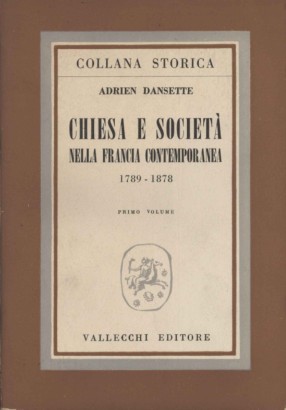 COLLANA STORICA
ADRIEN DANSETTE
CHIESA E SOCIETÀ
NELLA FRANCIA CONTEMPORANEA
1789-1878
PRIMO VOLUME
VALLECCHI EDITORE